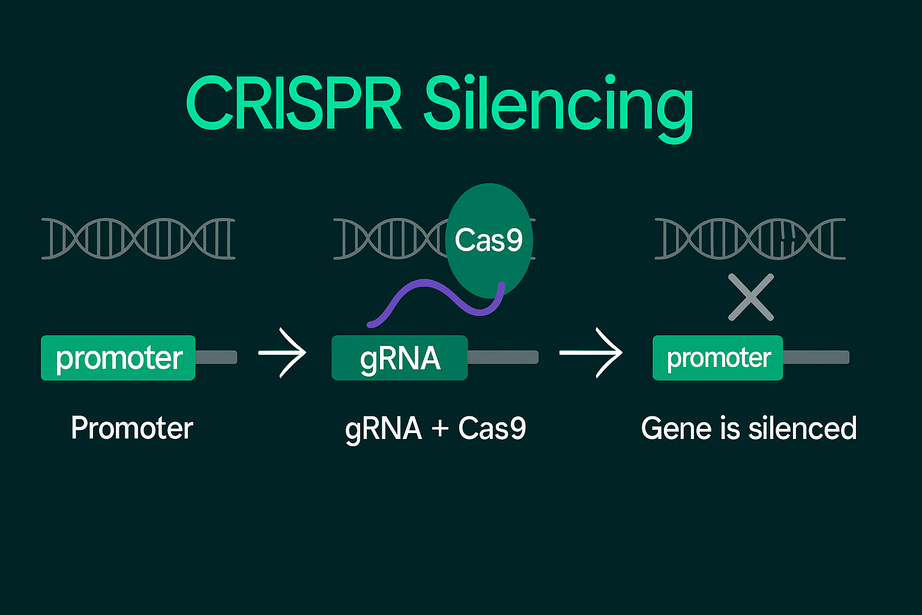 CRISPR Silencing
Cas9
promoter
gRNA
promoter
Promoter
gRNA + Cas9
Gene is silenced